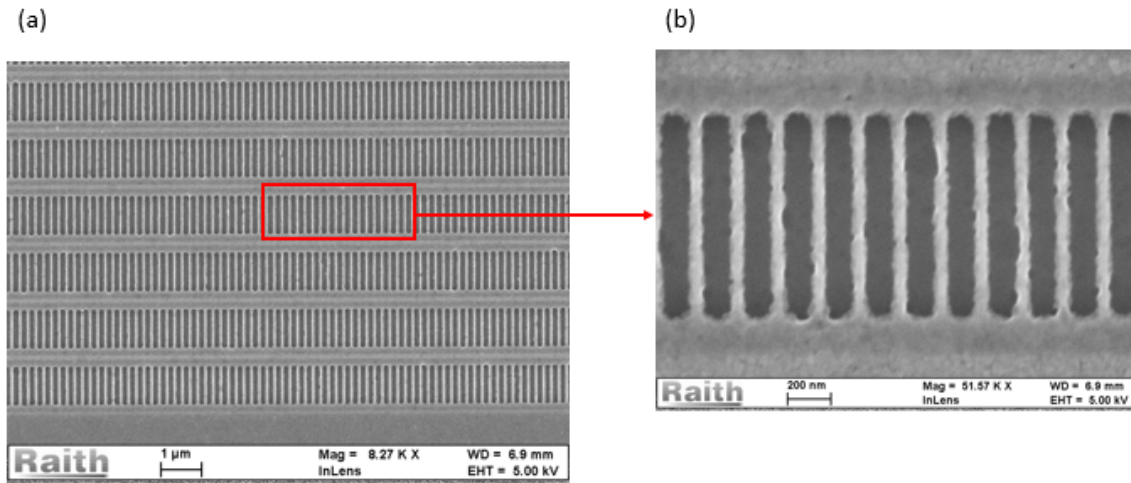 (a)
(b)
Raith
1 µm
Mag = 8.27 K X
InLens
WD = 6.9 mm
EHT = 5.00 kV
Raith
200 nm
Mag = 51.57 K X
InLens
WD = 6.9 mm
EHT = 5.00 kV